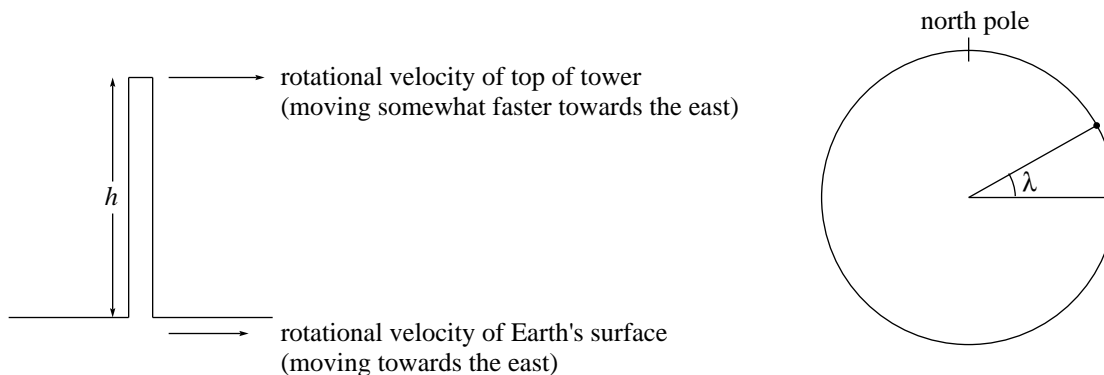 north pole
rotational velocity of top of tower
(moving somewhat faster towards the east)
h
λ
rotational velocity of Earth's surface
(moving towards the east)